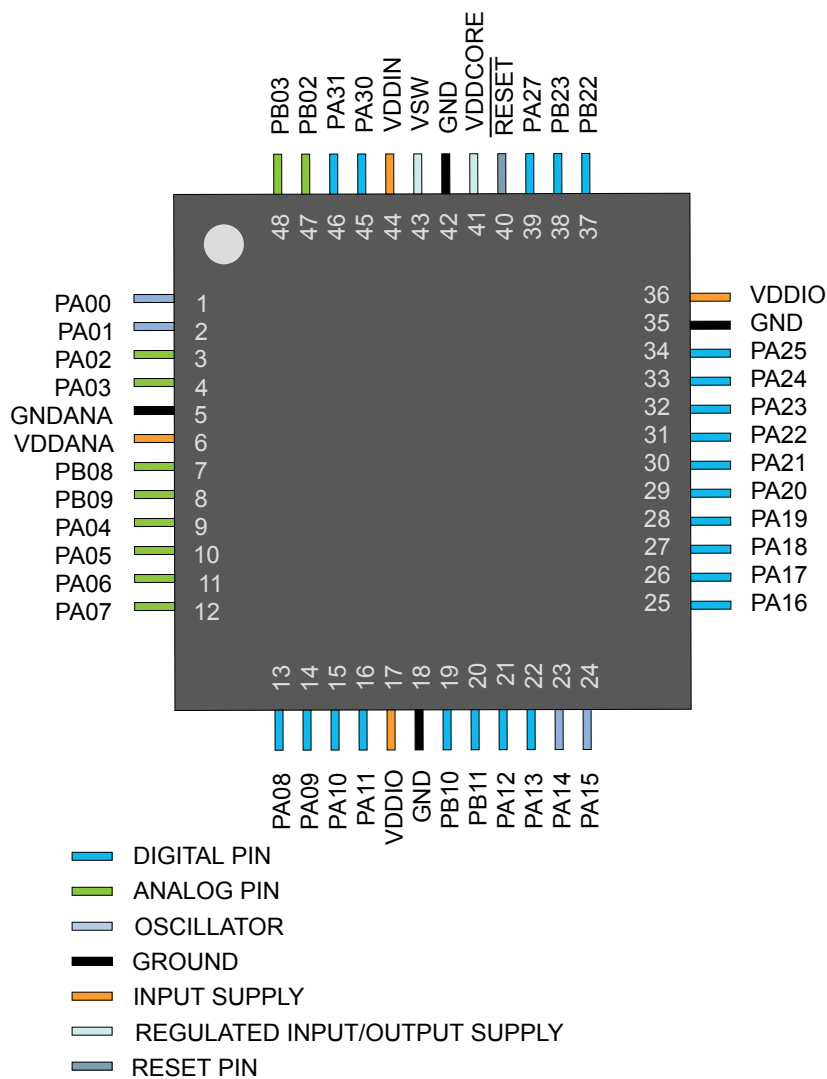 PB03
PB02
PA31
PA30
VDDIN
VSW
GND
VDDCORE
RESET
PA27
PB23
PB22
48
47
46
45
44
43
42
41
40
39
38
37
PA00 1
PA01 2
PA02 3
PA03 4
GNDANA 5
VDDANA 6
PB08 7
PB09 8
PA04 9
PA05 10
PA06 11
PA07 12
36 VDDIO
35 GND
34 PA25
33 PA24
32 PA23
31 PA22
30 PA21
29 PA20
28 PA19
27 PA18
26 PA17
25 PA16
13
14
15
16
17
18
19
20
21
22
23
24
PA08
PA09
PA10
PA11
VDDIO
GND
PB10
PB11
PA12
PA13
PA14
PA15
DIGITAL PIN
ANALOG PIN
OSCILLATOR
GROUND
INPUT SUPPLY
REGULATED INPUT/OUTPUT SUPPLY
RESET PIN